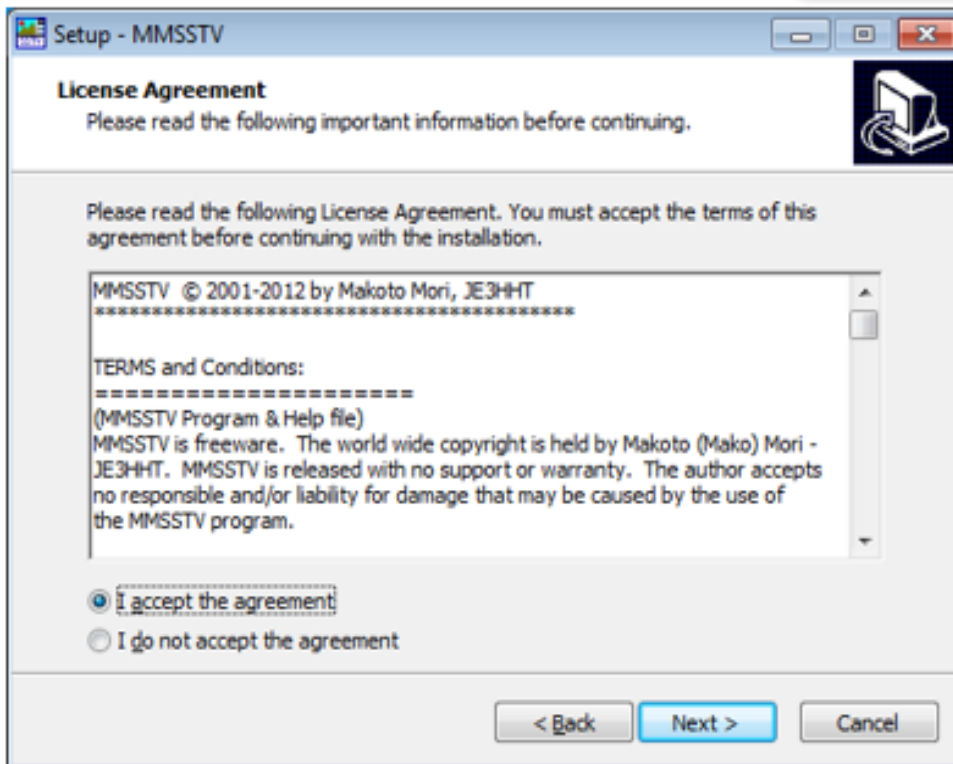 Setup - MMSSTV
License Agreement
Please read the following important information before continuing.
Please read the following License Agreement. You must accept the terms of this
agreement before continuing with the installation.
MMSSTV © 2001-2012 by Makoto Mori, JE3HHT
******************************************
TERMS and Conditions:
======================
(MMSSTV Program & Help file)
MMSSTV is freeware. The world wide copyright is held by Makoto (Mako) Mori -
JE3HHT. MMSSTV is released with no support or warranty. The author accepts
no responsible and/or liability for damage that may be caused by the use of
the MMSSTV program.
I accept the agreement
I do not accept the agreement
< Back
Next >
Cancel